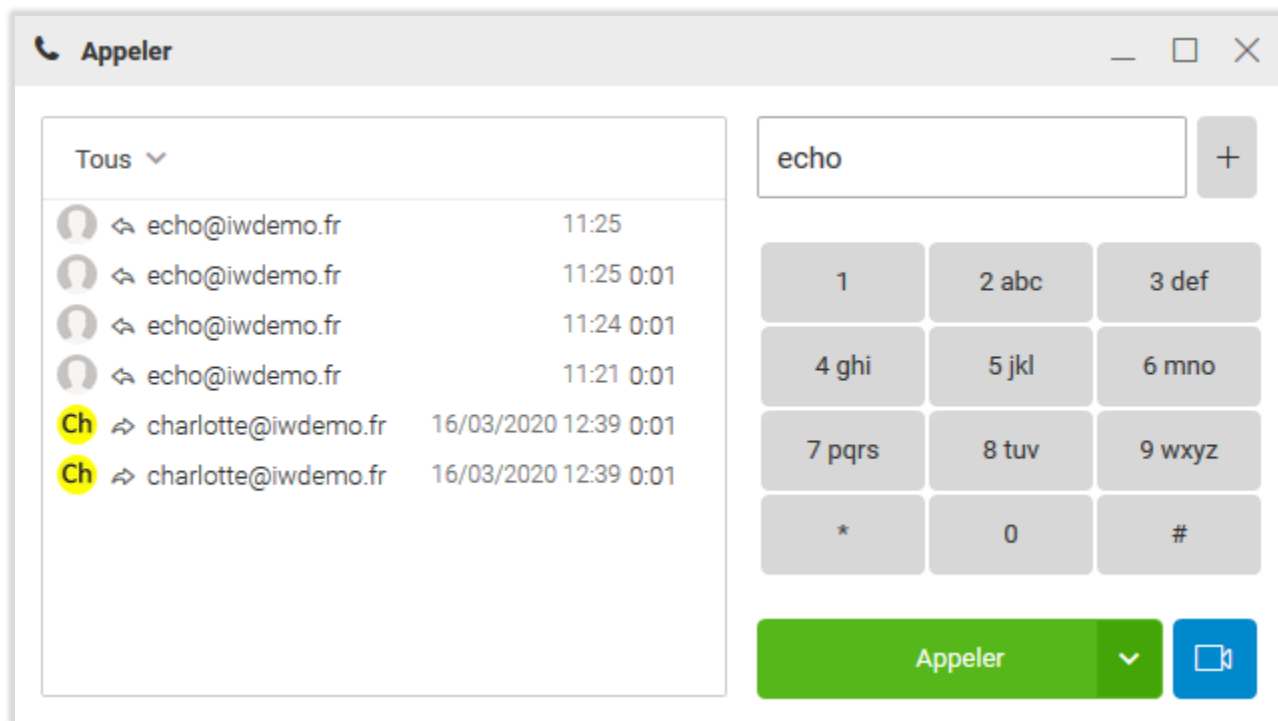 Appeler
Tous
echo@iwdemo.fr 11:25
echo@iwdemo.fr 11:25 0:01
echo@iwdemo.fr 11:24 0:01
echo@iwdemo.fr 11:21 0:01
Ch charlotte@iwdemo.fr 16/03/2020 12:39 0:01
Ch charlotte@iwdemo.fr 16/03/2020 12:39 0:01
echo +
1 2 abc 3 def
4 ghi 5 jkl 6 mno
7 pqrs 8 tuv 9 wxyz
* 0 #
Appeler